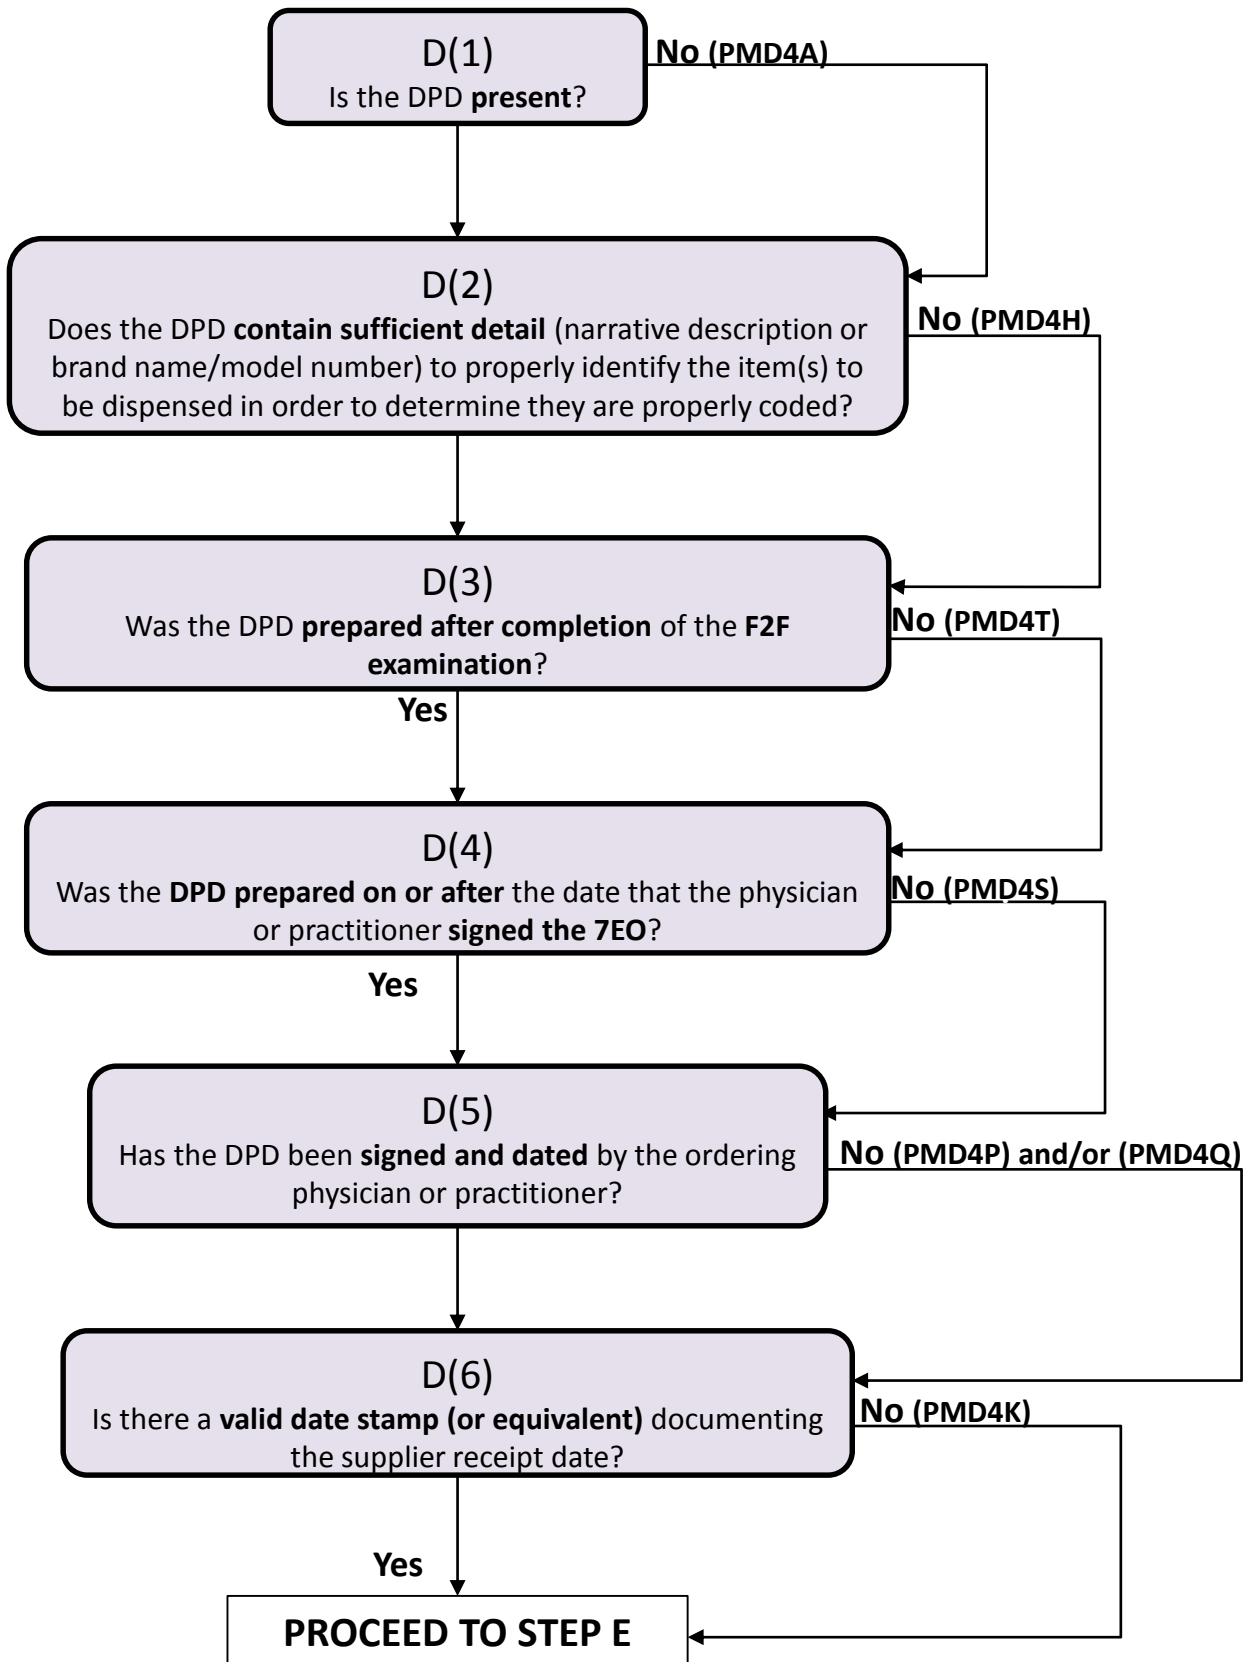 D(1)
No (PMD4A)
Is the DPD present?
D(2)
Does the DPD contain sufficient detail (narrative description or
brand name/model number) to properly identify the item(s) to
be dispensed in order to determine they are properly coded?
No (PMD4H)
D(3)
Was the DPD prepared after completion of the F2F
examination?
No (PMD4T)
Yes
D(4)
Was the DPD prepared on or after the date that the physician
or practitioner signed the 7EO?
No (PMD4S)
Yes
D(5)
Has the DPD been signed and dated by the ordering
physician or practitioner?
No (PMD4P) and/or (PMD4Q)
D(6)
Is there a valid date stamp (or equivalent) documenting
the supplier receipt date?
No (PMD4K)
Yes
PROCEED TO STEP E